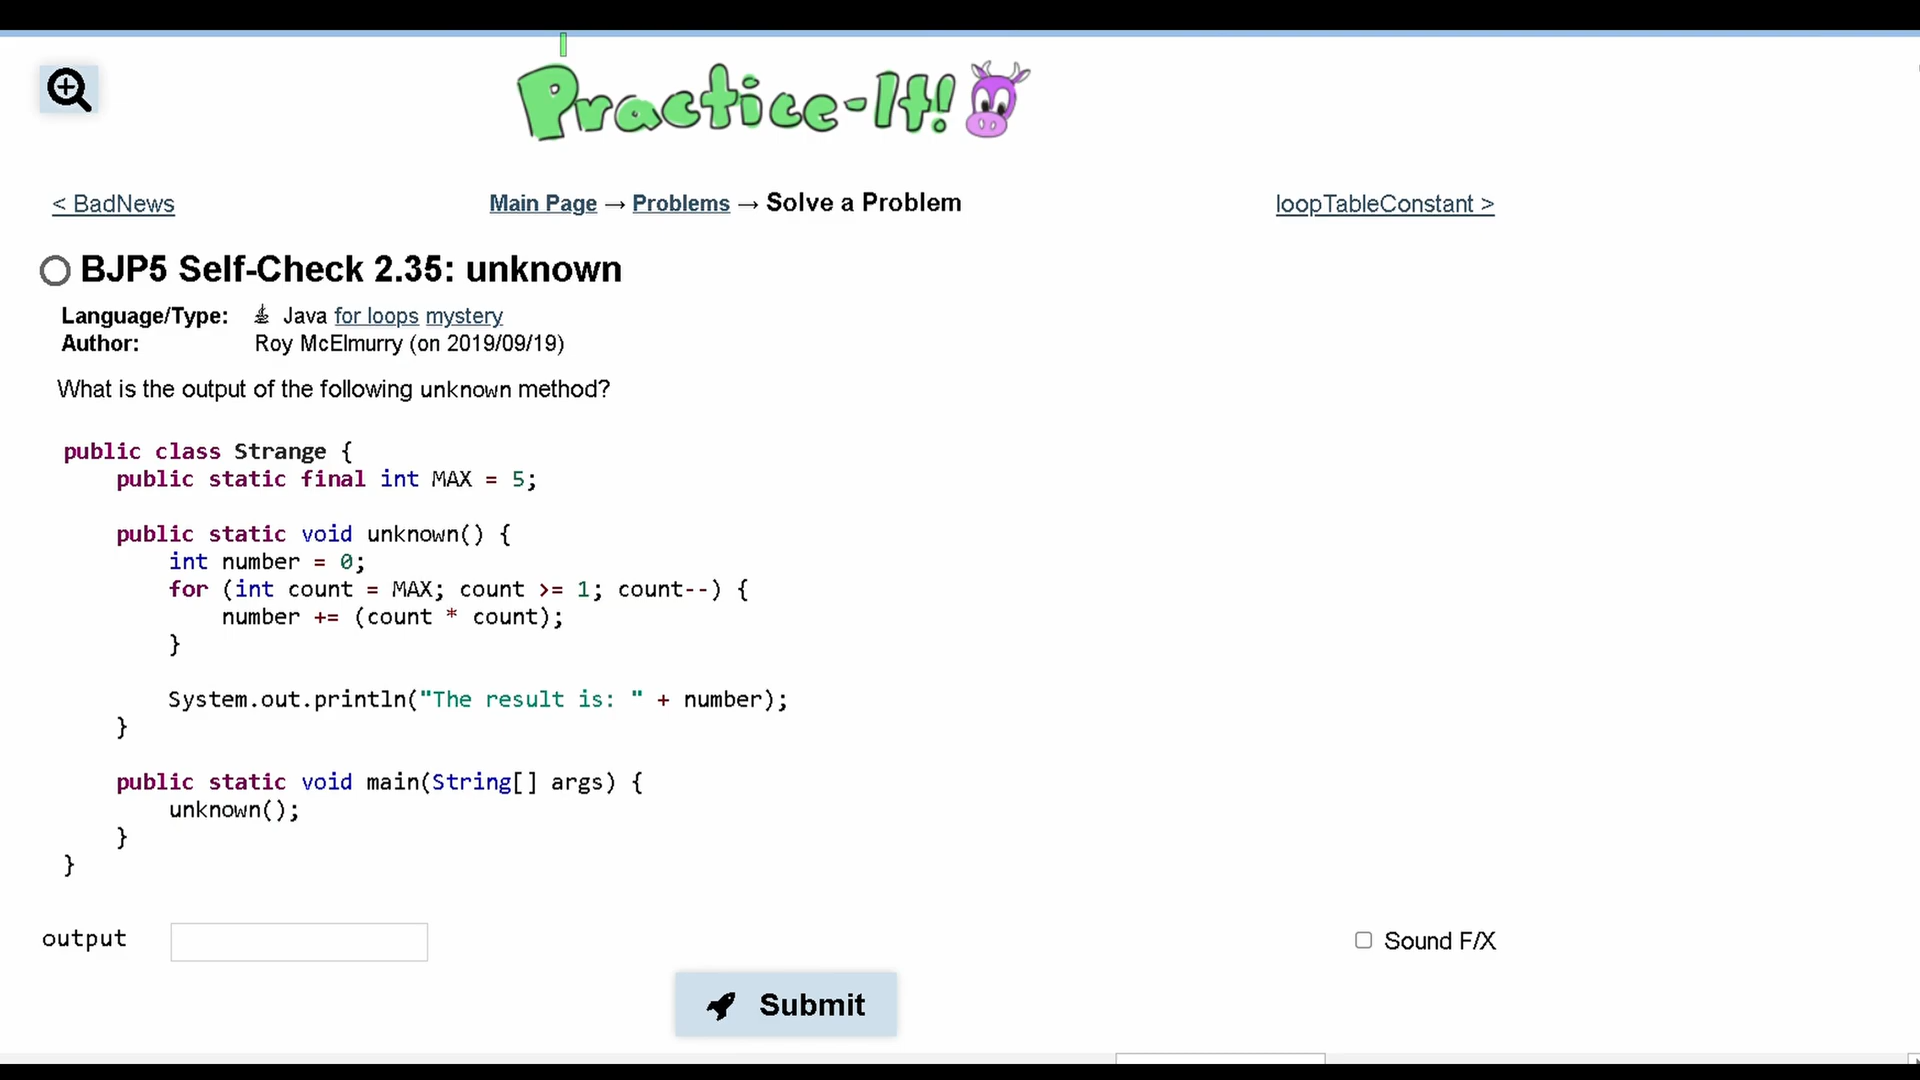 Practice-It!
< BadNews
Main Page → Problems → Solve a Problem
loopTableConstant >
BJP5 Self-Check 2.35: unknown
Language/Type: Java for loops mystery
Author: Roy McElmurry (on 2019/09/19)
What is the output of the following unknown method?
public class Strange {
    public static final int MAX = 5;

    public static void unknown() {
        int number = 0;
        for (int count = MAX; count >= 1; count--) {
            number += (count * count);
        }

        System.out.println("The result is: " + number);
    }

    public static void main(String[] args) {
        unknown();
    }
}
output
Sound F/X
Submit